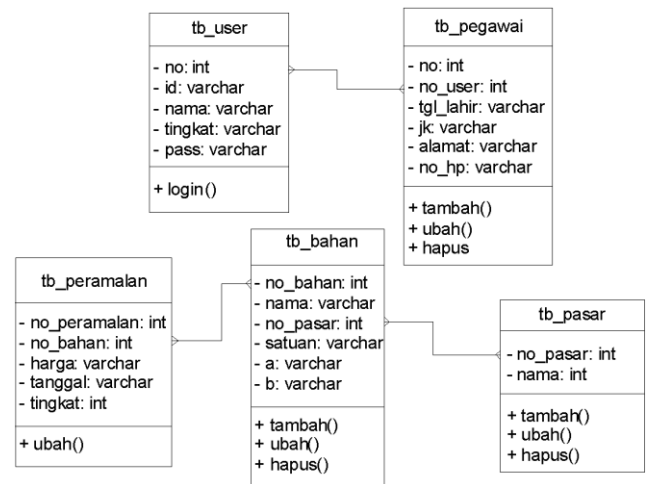 tb_user
- no: int
- id: varchar
- nama: varchar
- tingkat: varchar
- pass: varchar
+ login()
tb_pegawai
- no: int
- no_user: int
- tgl_lahir: varchar
- jk: varchar
- alamat: varchar
- no_hp: varchar
+ tambah()
+ ubah()
+ hapus
tb_peramalan
- no_peramalan: int
- no_bahan: int
- harga: varchar
- tanggal: varchar
- tingkat: int
+ ubah()
tb_bahan
- no_bahan: int
- nama: varchar
- no_pasar: int
- satuan: varchar
- a: varchar
- b: varchar
+ tambah()
+ ubah()
+ hapus()
tb_pasar
- no_pasar: int
- nama: int
+ tambah()
+ ubah()
+ hapus()